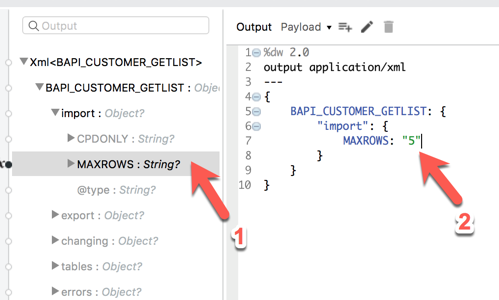 Output
Xml<BAPI_CUSTOMER_GETLIST>
BAPI_CUSTOMER_GETLIST : Obje
import : Object?
CPDONLY : String?
MAXROWS : String?
@type : String?
export : Object?
changing : Object?
tables : Object?
errors : Object?
1
Output Payload
1 %dw 2.0
2 output application/xml
3 ---
4 {
5 BAPI_CUSTOMER_GETLIST: {
6 "import": {
7 MAXROWS: "5"
8 }
9 }
10 }
2